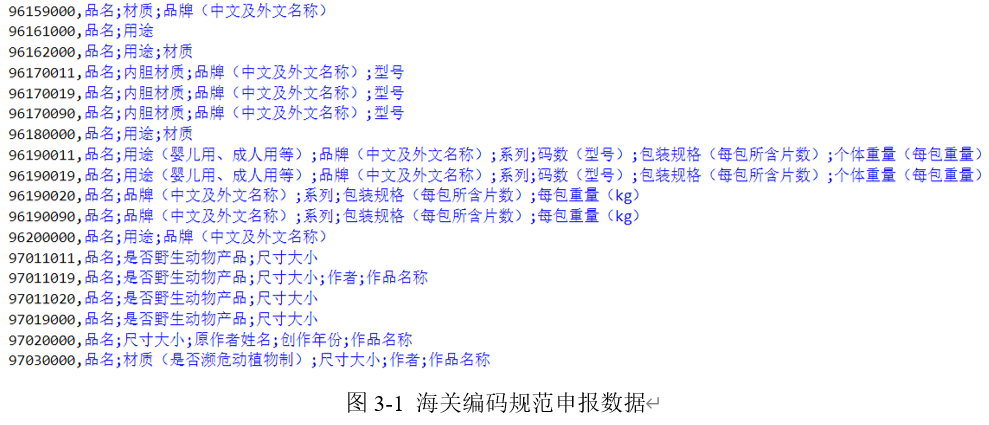 96159000,品名;材质;品牌（中文及外文名称）
96161000,品名;用途
96162000,品名;用途;材质
96170011,品名;内胆材质;品牌（中文及外文名称）;型号
96170019,品名;内胆材质;品牌（中文及外文名称）;型号
96170090,品名;内胆材质;品牌（中文及外文名称）;型号
96180000,品名;用途;材质
96190011,品名;用途（婴儿用、成人用等）;品牌（中文及外文名称）;系列;码数（型号）;包装规格（每包所含片数）;个体重量（每包重量）
96190019,品名;用途（婴儿用、成人用等）;品牌（中文及外文名称）;系列;码数（型号）;包装规格（每包所含片数）;个体重量（每包重量）
96190020,品名;品牌（中文及外文名称）;系列;包装规格（每包所含片数）;每包重量（kg）
96190090,品名;品牌（中文及外文名称）;系列;包装规格（每包所含片数）;每包重量（kg）
96200000,品名;用途;品牌（中文及外文名称）
97011011,品名;是否野生动物产品;尺寸大小
97011019,品名;是否野生动物产品;尺寸大小;作者;作品名称
97011020,品名;是否野生动物产品;尺寸大小
97019000,品名;是否野生动物产品;尺寸大小
97020000,品名;尺寸大小;原作者姓名;创作年份;作品名称
97030000,品名;材质（是否濒危动植物制）;尺寸大小;作者;作品名称
图 3-1 海关编码规范申报数据↵